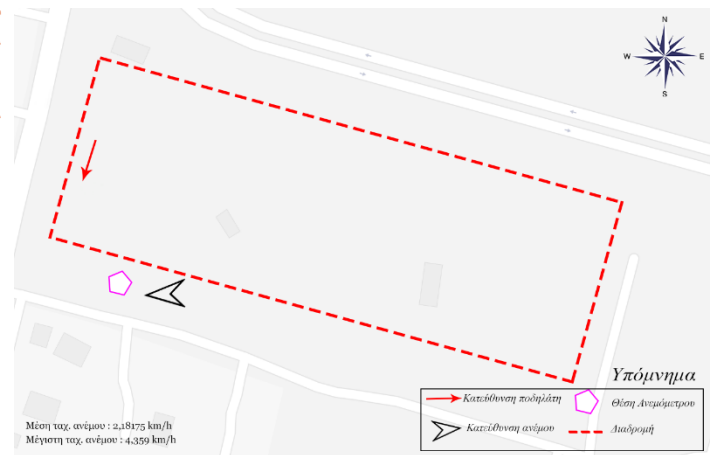 N
W E
S
Υπόμνημα
Κατεύθυνση ποδηλάτη
Θέση Ανεμόμετρου
Κατεύθυνση ανέμου
Διαδρομή
Μέση ταχ. ανέμου : 2,18175 km/h
Μέγιστη ταχ. ανέμου : 4,359 km/h